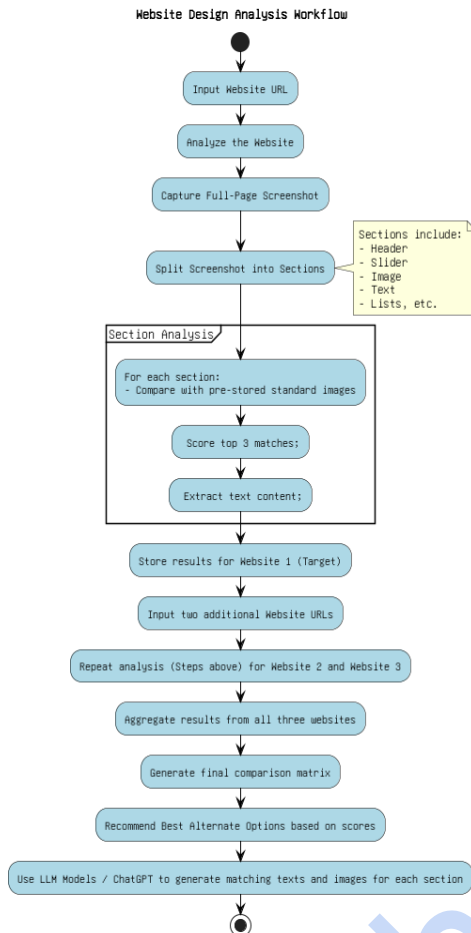 Website Design Analysis Workflow
Input Website URL
Analyze the Website
Capture Full-Page Screenshot
Split Screenshot into Sections
Sections include:
- Header
- Slider
- Image
- Text
- Lists, etc.
Section Analysis
For each section:
- Compare with pre-stored standard images
Score top 3 matches;
Extract text content;
Store results for Website 1 (Target)
Input two additional Website URLs
Repeat analysis (Steps above) for Website 2 and Website 3
Aggregate results from all three websites
Generate final comparison matrix
Recommend Best Alternate Options based on scores
Use LLM Models / ChatGPT to generate matching texts and images for each section